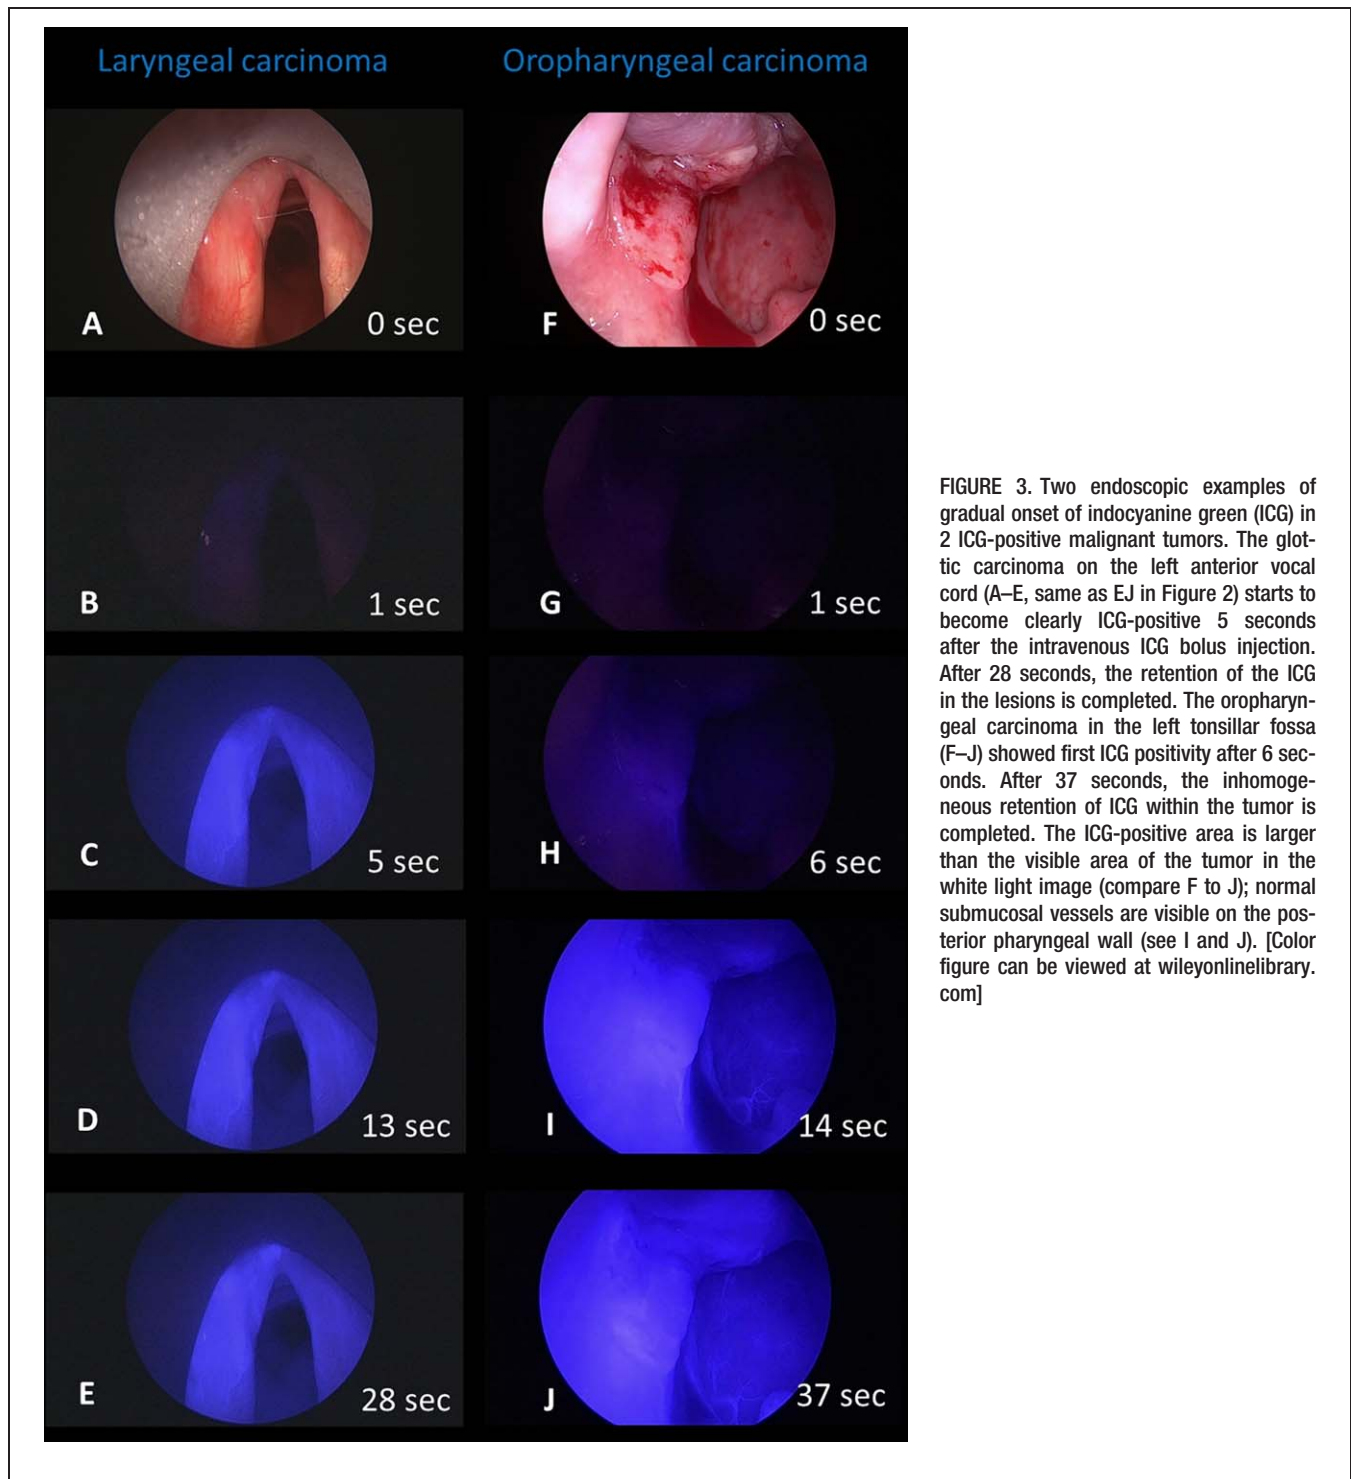 Laryngeal carcinoma
Oropharyngeal carcinoma
A
0 sec
F
0 sec
B
1 sec
G
1 sec
C
5 sec
H
6 sec
D
13 sec
I
14 sec
E
28 sec
J
37 sec
FIGURE 3. Two endoscopic examples of
gradual onset of indocyanine green (ICG) in
2 ICG-positive malignant tumors. The glot-
tic carcinoma on the left anterior vocal
cord (A–E, same as EJ in Figure 2) starts to
become clearly ICG-positive 5 seconds
after the intravenous ICG bolus injection.
After 28 seconds, the retention of the ICG
in the lesions is completed. The oropharyn-
geal carcinoma in the left tonsillar fossa
(F–J) showed first ICG positivity after 6 sec-
onds. After 37 seconds, the inhomoge-
neous retention of ICG within the tumor is
completed. The ICG-positive area is larger
than the visible area of the tumor in the
white light image (compare F to J); normal
submucosal vessels are visible on the pos-
terior pharyngeal wall (see I and J). [Color
figure can be viewed at wileyonlinelibrary.
com]